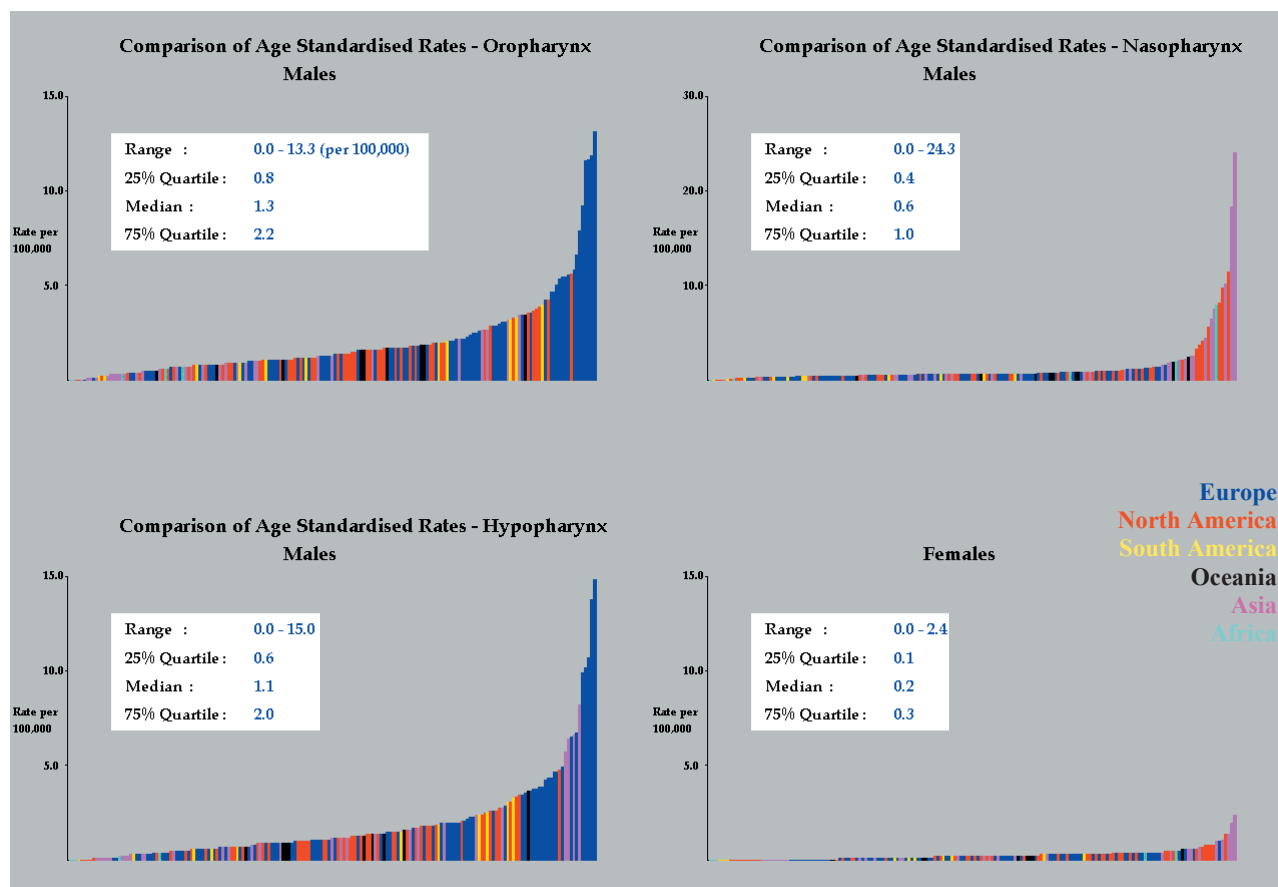 Comparison of Age Standardised Rates - Oropharynx
Males
15.0
10.0
Rate per
100,000
5.0
Range : 0.0 - 13.3 (per 100,000)
25% Quartile : 0.8
Median : 1.3
75% Quartile : 2.2
Comparison of Age Standardised Rates - Nasopharynx
Males
30.0
20.0
Rate per
100,000
10.0
Range : 0.0 - 24.3
25% Quartile : 0.4
Median : 0.6
75% Quartile : 1.0
Comparison of Age Standardised Rates - Hypopharynx
Males
15.0
10.0
Rate per
100,000
5.0
Range : 0.0 - 15.0
25% Quartile : 0.6
Median : 1.1
75% Quartile : 2.0
Females
15.0
10.0
Rate per
100,000
5.0
Range : 0.0 - 2.4
25% Quartile : 0.1
Median : 0.2
75% Quartile : 0.3
Europe
North America
South America
Oceania
Asia
Africa